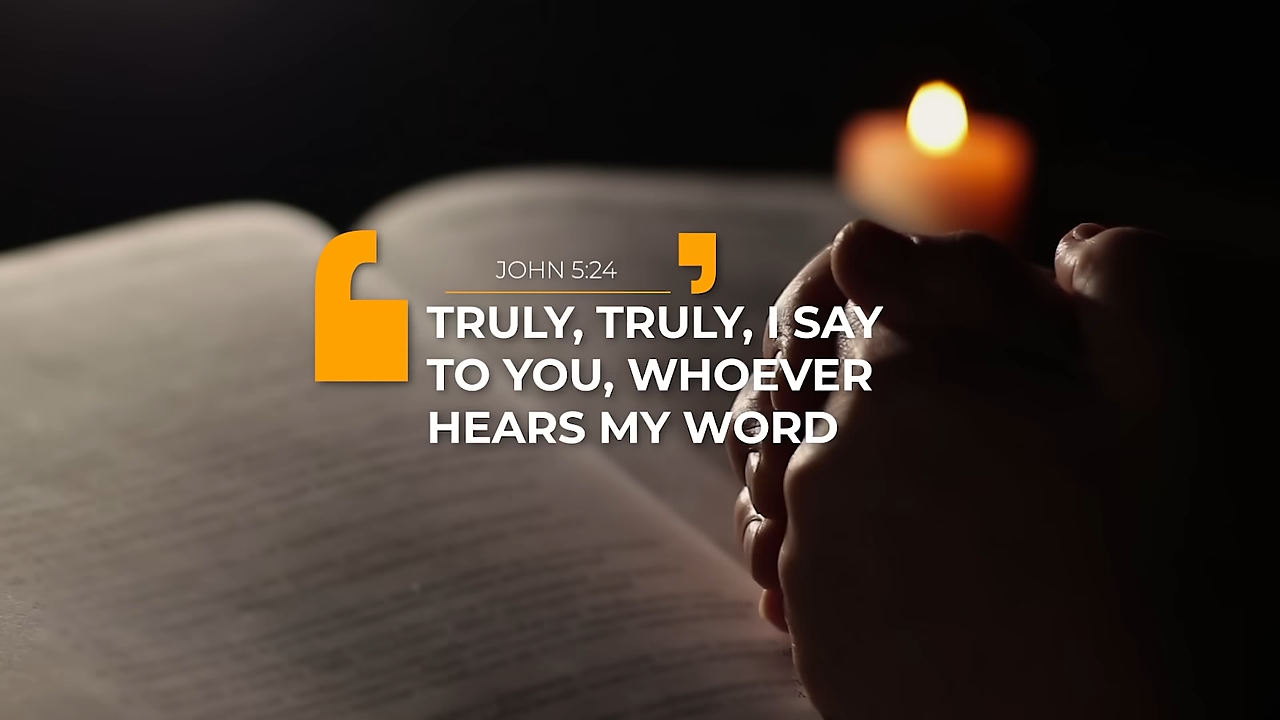 JOHN 5:24
TRULY, TRULY, I SAY
TO YOU, WHOEVER
HEARS MY WORD